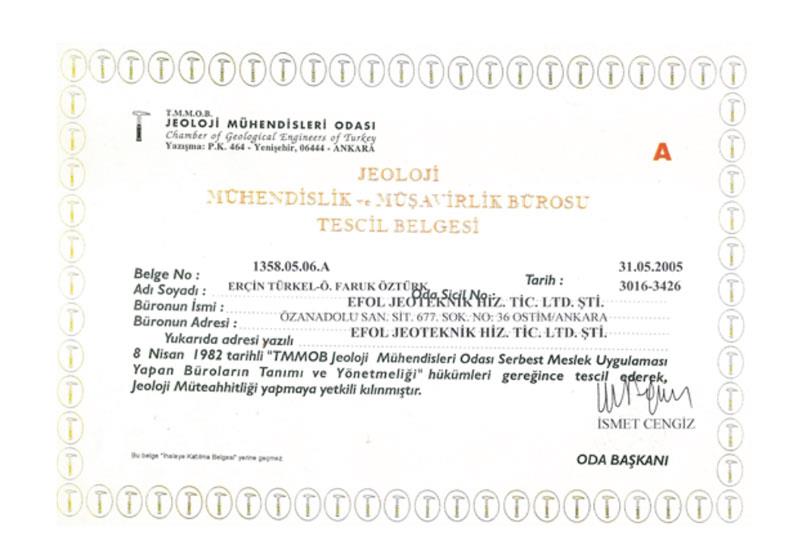 T.M.M.O.B.
JEOLOJİ MÜHENDİSLERİ ODASI
Chamber of Geological Engineers of Turkey
Yazışma: P.K. 464 - Yenişehir, 06444 - ANKARA
A
JEOLOJİ
MÜHENDİSLİK ve MÜŞAVİRLİK BÜROSU
TESCİL BELGESİ
Belge No : 1358.05.06.A Tarih : 31.05.2005
Adı Soyadı : ERÇİN TÜRKEL-Ö. FARUK ÖZTÜRK Oda Sicil No : 3016-3426
Büronun İsmi : EFOL JEOTEKNİK HİZ. TİC. LTD. ŞTİ.
Büronun Adresi : ÖZANADOLU SAN. SİT. 677. SOK. NO: 36 OSTİM/ANKARA
Yukarıda adresi yazılı EFOL JEOTEKNİK HİZ. TİC. LTD. ŞTİ.
8 Nisan 1982 tarihli "TMMOB Jeoloji Mühendisleri Odası Serbest Meslek Uygulaması
Yapan Büroların Tanımı ve Yönetmeliği" hükümleri gereğince tescil ederek,
Jeoloji Müteahhitliği yapmaya yetkili kılınmıştır.
İSMET CENGİZ
Bu belge "İhaleye Katılma Belgesi" yerine geçmez.
ODA BAŞKANI